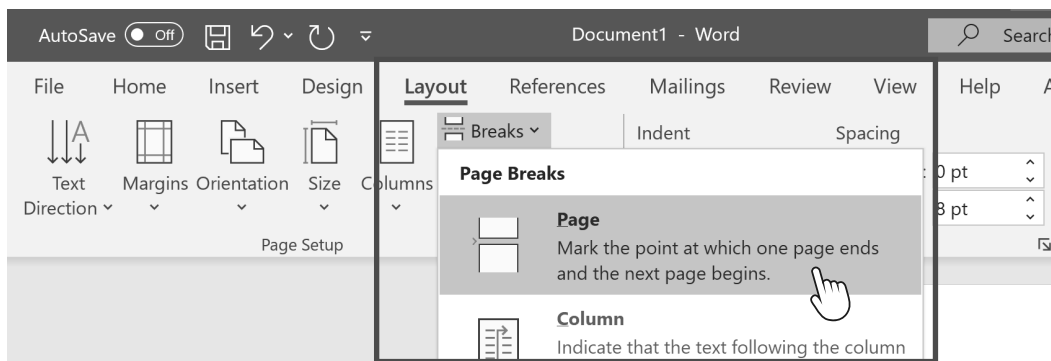 AutoSave Off Document1 - Word Search
File Home Insert Design Layout References Mailings Review View Help
A Breaks Indent Spacing
Text Margins Orientation Size Columns Page Breaks 0 pt
Direction Page 8 pt
Mark the point at which one page ends
Page Setup and the next page begins.
Column
Indicate that the text following the column